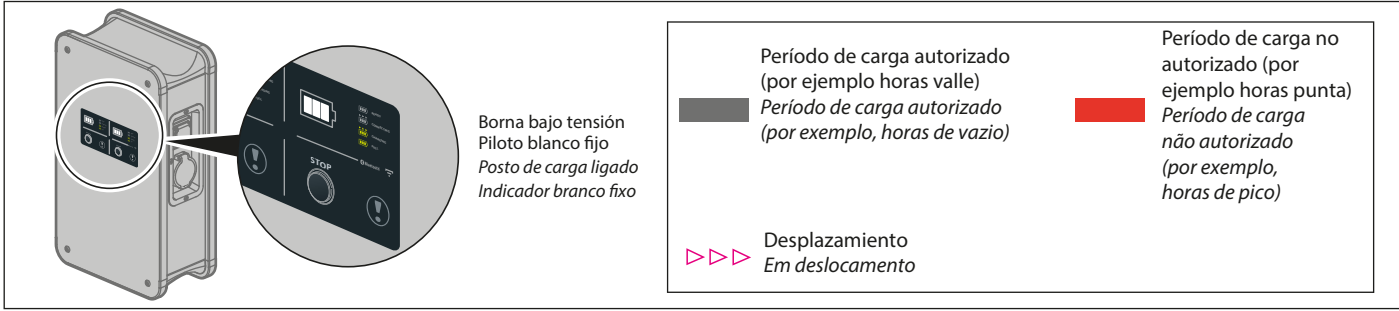 STOP
Bluetooth
Borna bajo tensión
Piloto blanco fijo
Posto de carga ligado
Indicador branco fixo
Período de carga autorizado
(por ejemplo horas valle)
Período de carga autorizado
(por exemplo, horas de vazio)
Período de carga no
autorizado (por
ejemplo horas punta)
Período de carga
não autorizado
(por exemplo,
horas de pico)
Desplazamiento
Em deslocamento